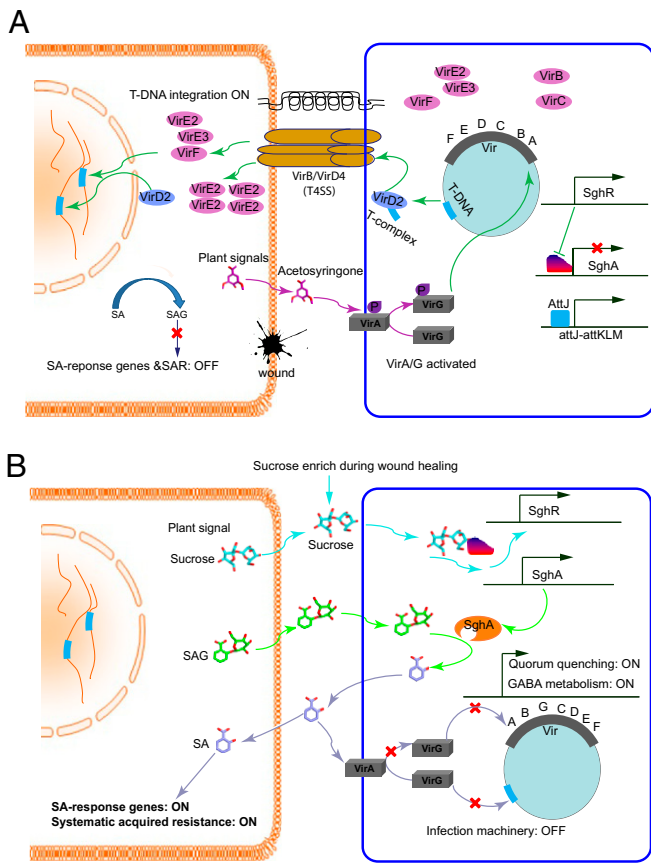 A
T-DNA integration ON
VirE2
VirE3
VirF
VirE2 VirE2
VirE2 VirE2
VirD2
VirB/VirD4
(T4SS)
VirE2
VirE3
VirF
VirB
VirC
F E D C B A
Vir
T-DNA
VirD2
T-complex
SghR
SghA
AttJ
attJ-attKLM
Plant signals
Acetosyringone
P
P
VirA
VirG
VirG
VirA/G activated
SA
SAG
SA-reponse genes &SAR: OFF
wound
B
Sucrose enrich during wound healing
Plant signal
Sucrose
Sucrose
SghR
SghA
SAG
SghA
Quorum quenching: ON
GABA metabolism: ON
A B G C D E F
Vir
SA
VirA
VirG
VirG
SA-response genes: ON
Systematic acquired resistance: ON
Infection machinery: OFF